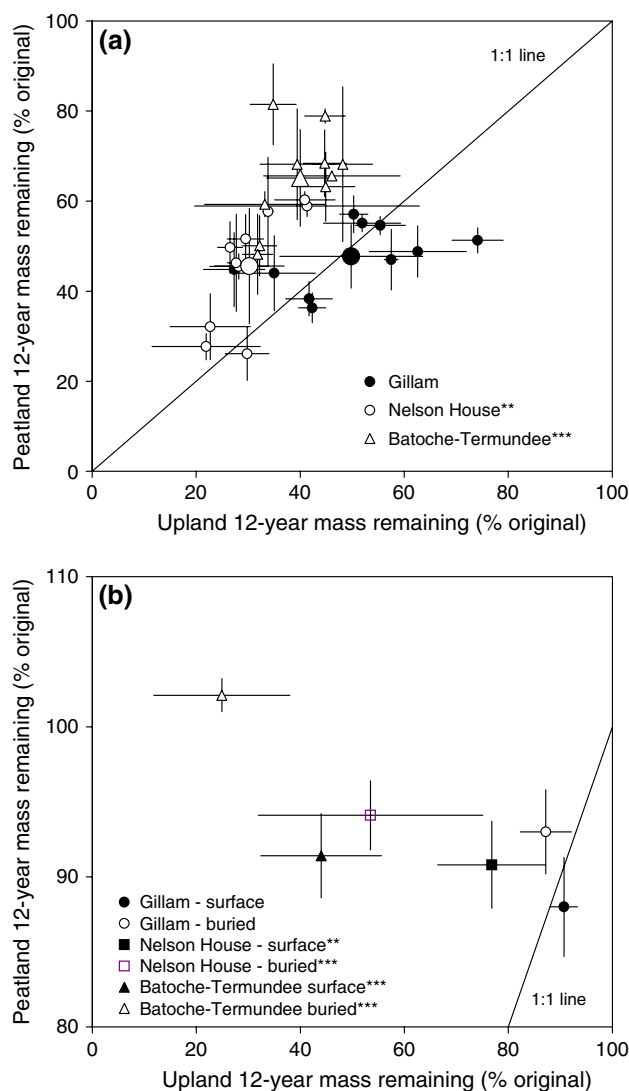 (a)
100
80
60
40
20
0
Peatland 12-year mass remaining (% original)
1:1 line
Gillam
Nelson House**
Batoche-Termundee***
0 20 40 60 80 100
Upland 12-year mass remaining (% original)
(b)
110
100
90
80
Peatland 12-year mass remaining (% original)
Gillam - surface
Gillam - buried
Nelson House - surface**
Nelson House - buried***
Batoche-Termundee surface***
Batoche-Termundee buried***
1:1 line
0 20 40 60 80 100
Upland 12-year mass remaining (% original)